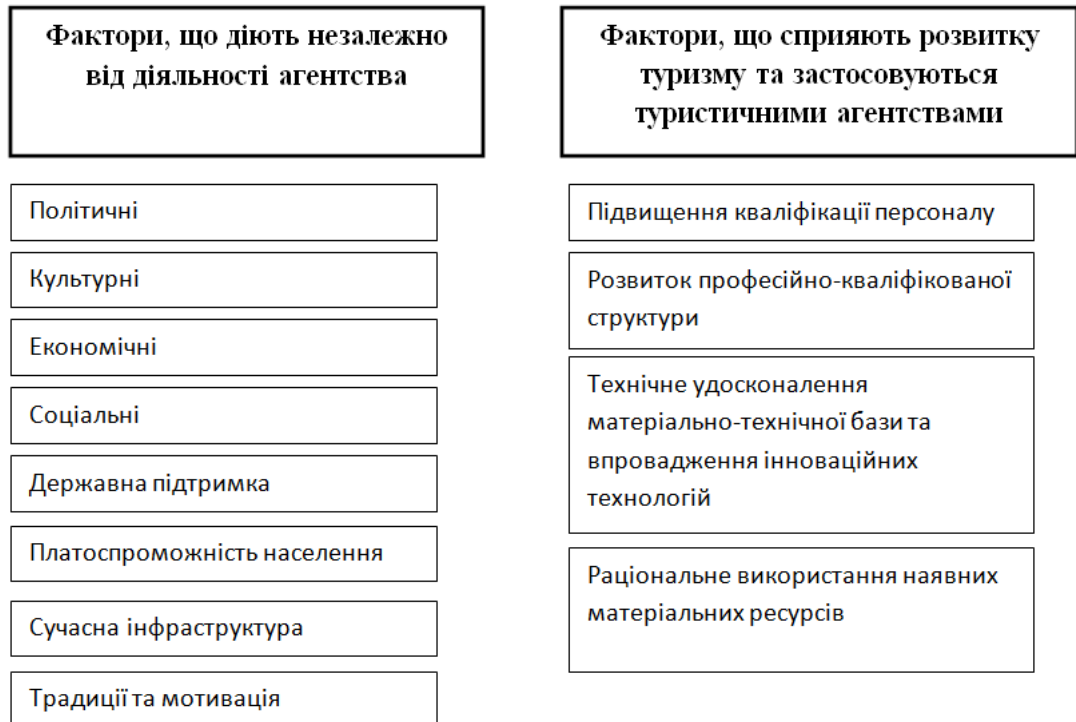 Фактори, що діють незалежно
від діяльності агентства
Політичні
Культурні
Економічні
Соціальні
Державна підтримка
Платоспроможність населення
Сучасна інфраструктура
Традиції та мотивація
Фактори, що сприяють розвитку
туризму та застосовуються
туристичними агентствами
Підвищення кваліфікації персоналу
Розвиток професійно-кваліфікованої
структури
Технічне удосконалення
матеріально-технічної бази та
впровадження інноваційних
технологій
Раціональне використання наявних
матеріальних ресурсів